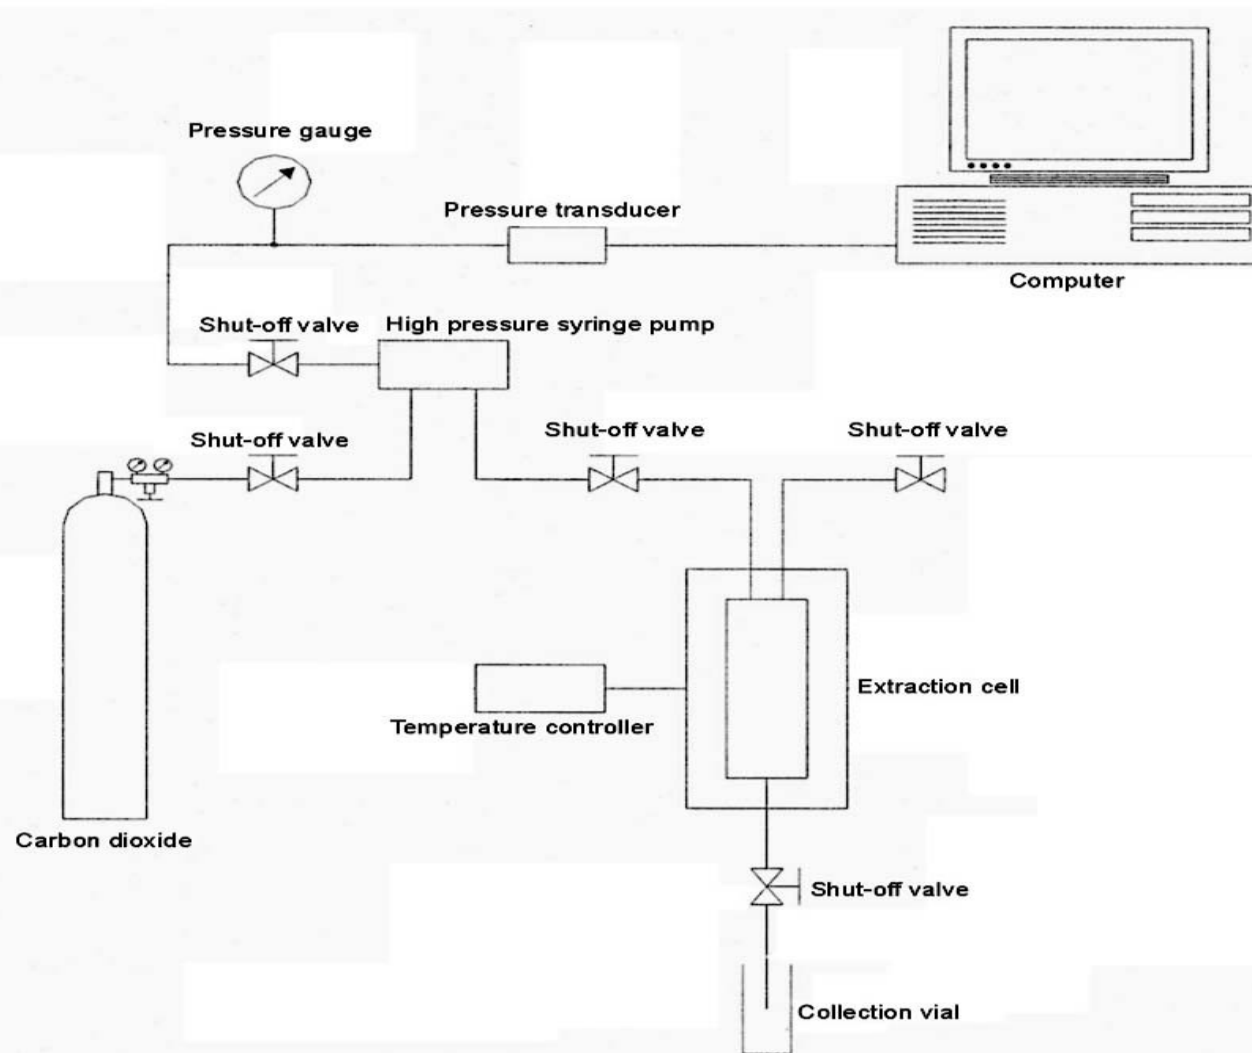 Pressure gauge
Pressure transducer
Computer
Shut-off valve
High pressure syringe pump
Shut-off valve
Shut-off valve
Shut-off valve
Extraction cell
Temperature controller
Carbon dioxide
Shut-off valve
Collection vial